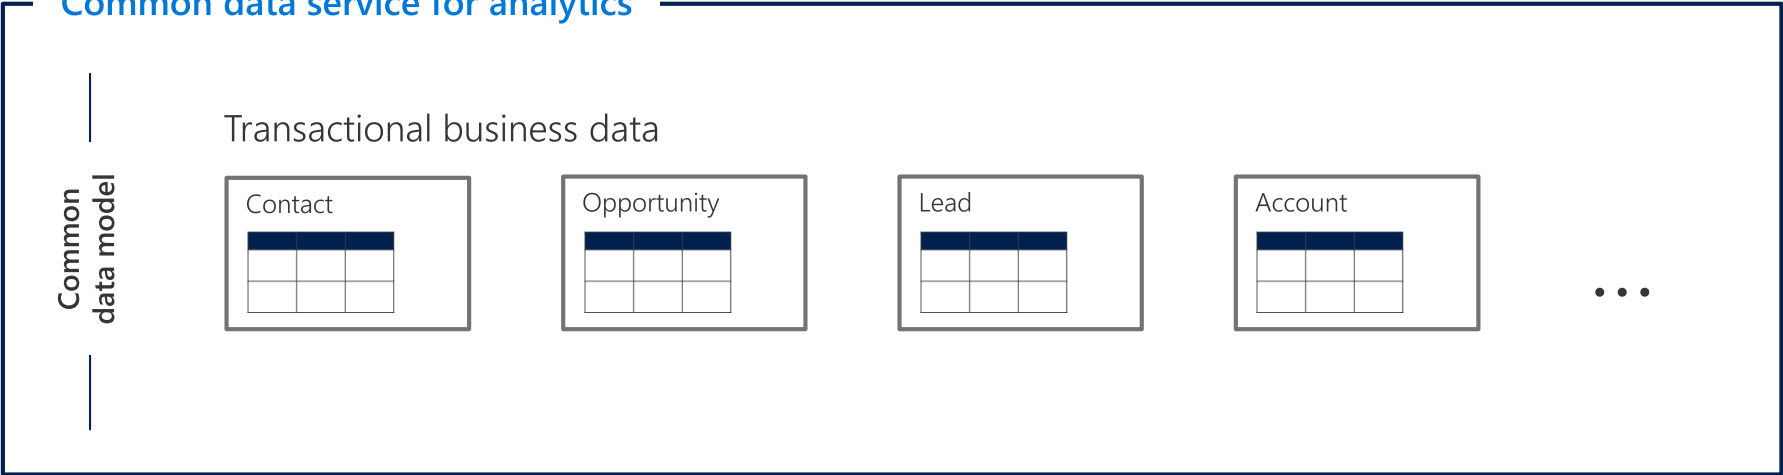 Common data service for analytics
Transactional business data
Common
data model
Contact
Opportunity
Lead
Account
...